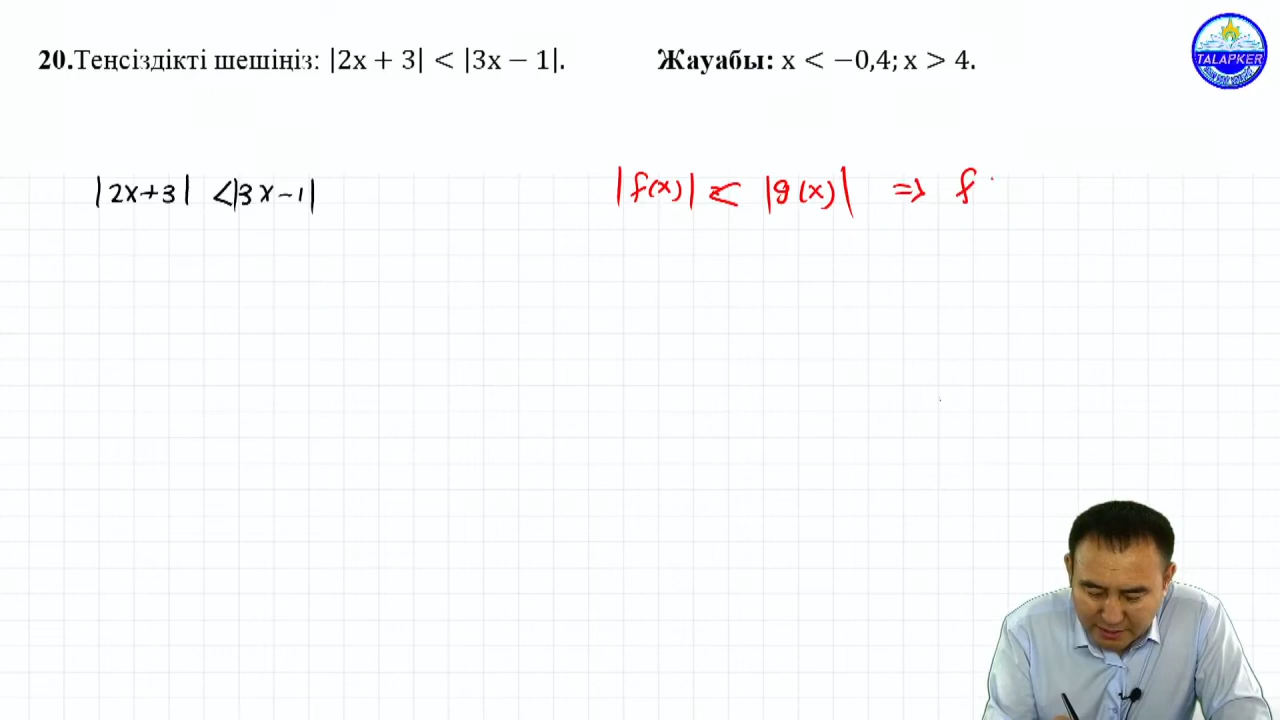 20.Теңсіздікті шешіңіз: |2x + 3| < |3x − 1|. Жауабы: x < −0,4; x > 4.
TALAPKER
|2x+3| <|3x-1|
|f(x)| < |g(x)| => f